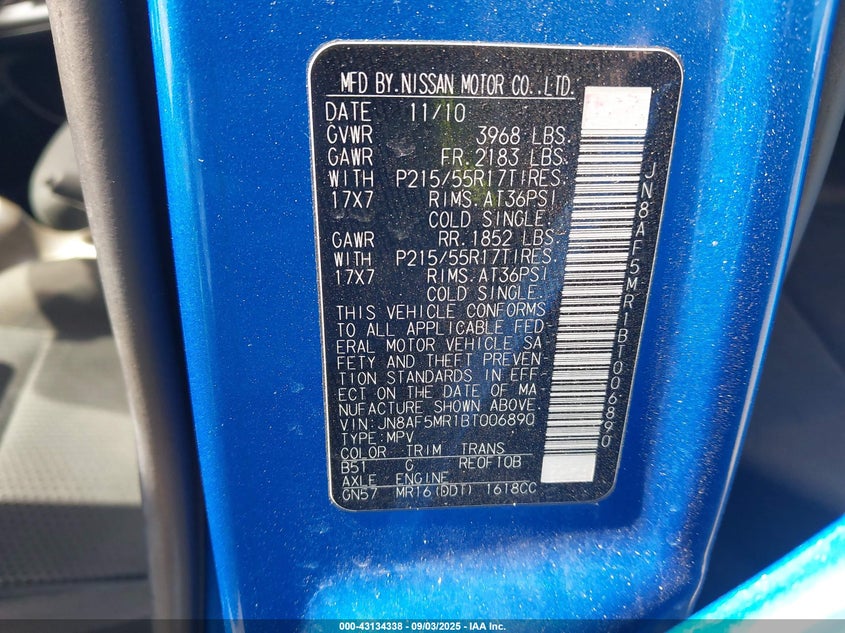 MFD BY.NISSAN MOTOR CO.,LTD.
DATE 11/10
GVWR 3968 LBS.
GAWR FR.2183 LBS.
WITH P215/55R17TIRES.
17X7 RIMS.AT36PSI
COLD SINGLE.
GAWR RR.1852 LBS.
WITH P215/55R17TIRES.
17X7 RIMS.AT36PSI
COLD SINGLE.
THIS VEHICLE CONFORMS
TO ALL APPLICABLE FED-
ERAL MOTOR VEHICLE SA-
FETY AND THEFT PREVEN-
TION STANDARDS IN EFF-
ECT ON THE DATE OF MA-
NUFACTURE SHOWN ABOVE.
VIN:JN8AF5MR1BT006890
TYPE:MPV
COLOR TRIM TRANS
B51 G RE0F10B
AXLE ENGINE
GN57 MR16(DDT) 1618CC
JN8AF5MR1BT006890
000-43134338 - 09/03/2025 - IAA Inc.